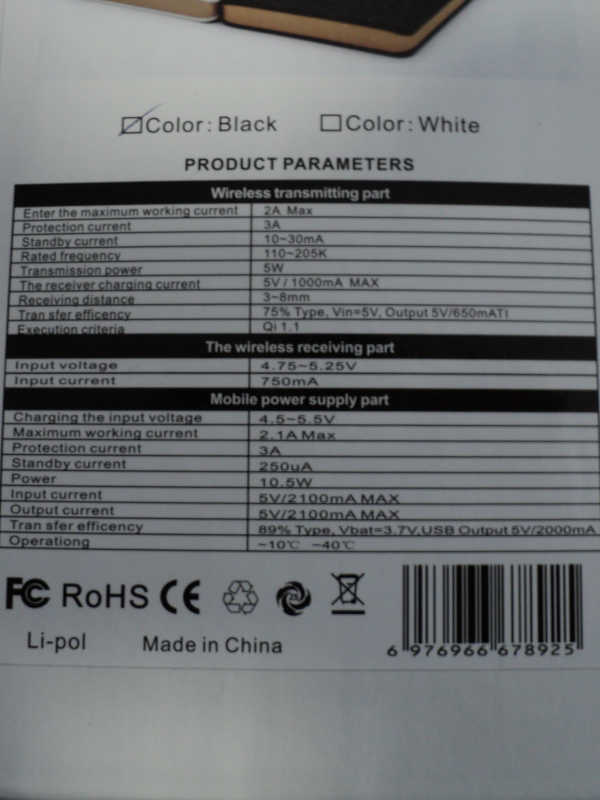 Color: Black Color: White
PRODUCT PARAMETERS
Wireless transmitting part
Enter the maximum working current 2A Max
Protection current 3A
Standby current 10~30mA
Rated frequency 110~205K
Transmission power 5W
The receiver charging current 5V / 1000mA MAX
Receiving distance 3~8mm
Tran sfer efficency 75% Type, Vin=5V, Output 5V/650mATI
Execution criteria Qi 1.1
The wireless receiving part
Input voltage 4.75~5.25V
Input current 750mA
Mobile power supply part
Charging the input voltage 4.5~5.5V
Maximum working current 2.1A Max
Protection current 3A
Standby current 250uA
Power 10.5W
Input current 5V/2100mA MAX
Output current 5V/2100mA MAX
Tran sfer efficency 89% Type, Vbat=3.7V,USB Output 5V/2000mA
Operationg ~10℃ ~40℃
FC RoHS CE
Li-pol Made in China
6 976966 678925